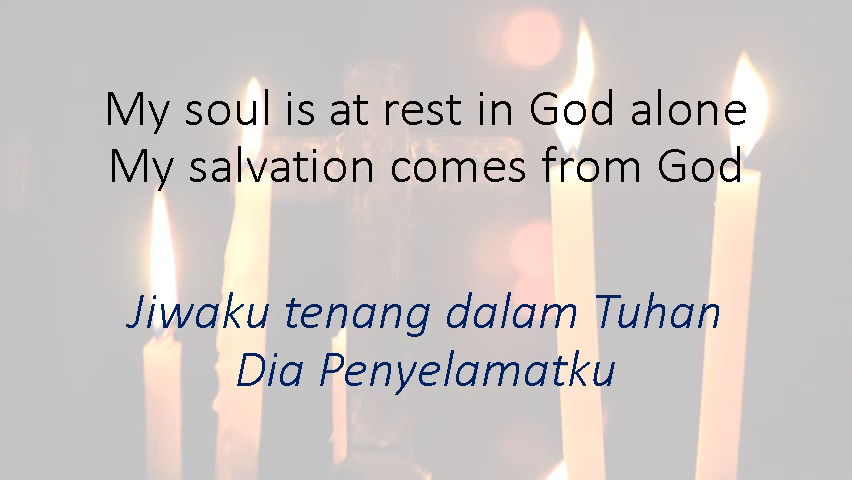 My soul is at rest in God alone
My salvation comes from God
Jiwaku tenang dalam Tuhan
Dia Penyelamatku